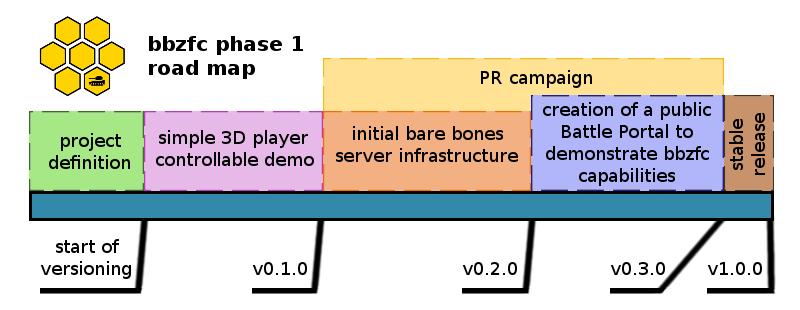 bbzfc phase 1
road map
PR campaign
project
definition
simple 3D player
controllable demo
initial bare bones
server infrastructure
creation of a public
Battle Portal to
demonstrate bbzfc
capabilities
stable
release
start of
versioning
v0.1.0
v0.2.0
v0.3.0
v1.0.0